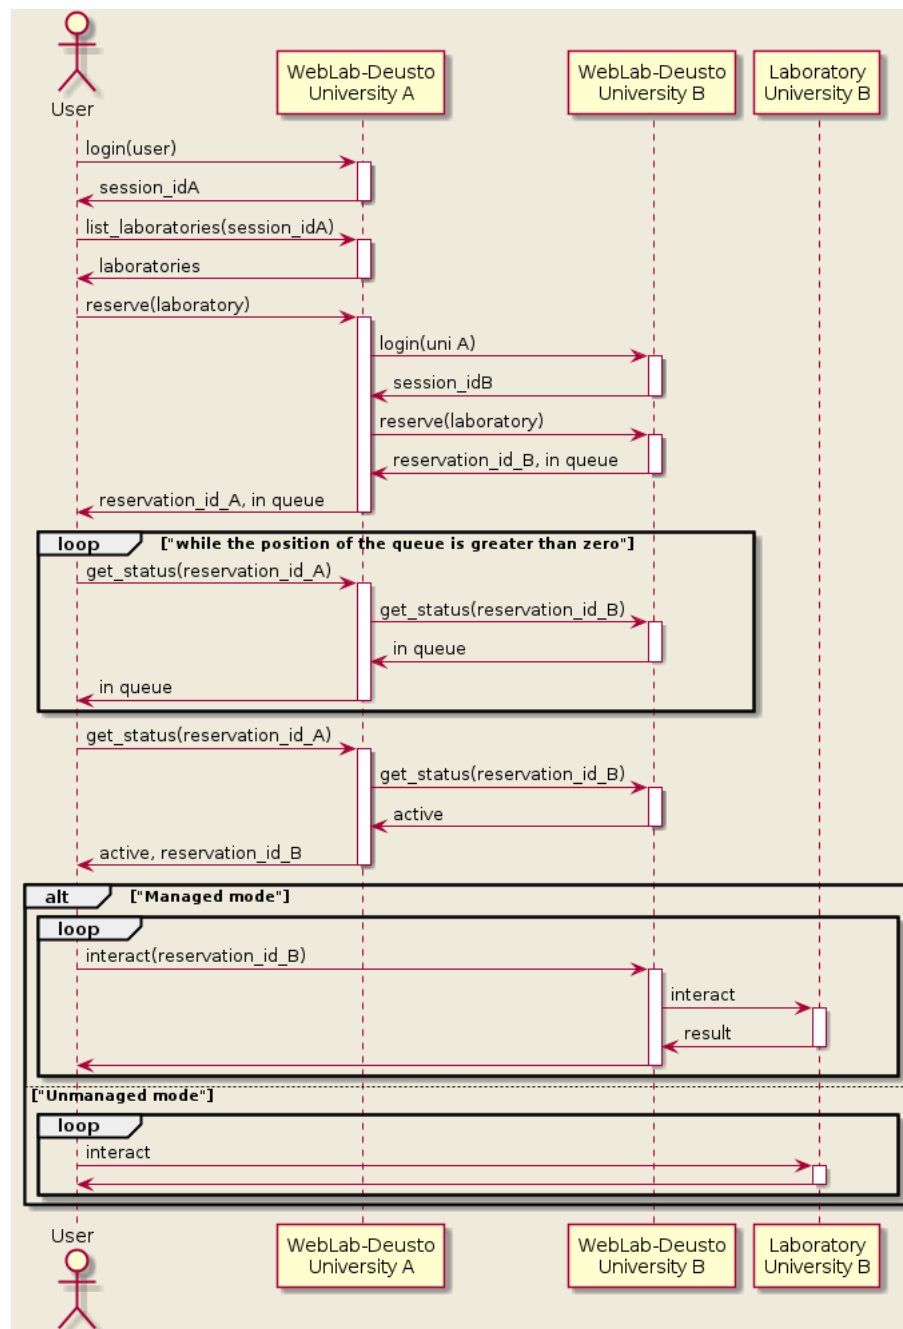 User
WebLab-Deusto
University A
WebLab-Deusto
University B
Laboratory
University B
login(user)
session_idA
list_laboratories(session_idA)
laboratories
reserve(laboratory)
login(uni A)
session_idB
reserve(laboratory)
reservation_id_B, in queue
reservation_id_A, in queue
loop ["while the position of the queue is greater than zero"]
get_status(reservation_id_A)
get_status(reservation_id_B)
in queue
in queue
get_status(reservation_id_A)
get_status(reservation_id_B)
active
active, reservation_id_B
alt ["Managed mode"]
loop
interact(reservation_id_B)
interact
result
["Unmanaged mode"]
loop
interact
User
WebLab-Deusto
University A
WebLab-Deusto
University B
Laboratory
University B